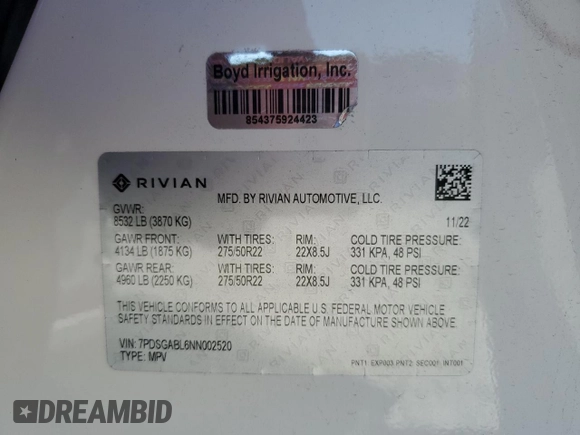 Boyd Irrigation, Inc.
854375924423
RIVIAN
MFD. BY RIVIAN AUTOMOTIVE, LLC.
GVWR:
8532 LB (3870 KG)
11/22
GAWR FRONT: WITH TIRES: RIM: COLD TIRE PRESSURE:
4134 LB (1875 KG) 275/50R22 22X8.5J 331 KPA, 48 PSI
GAWR REAR: WITH TIRES: RIM: COLD TIRE PRESSURE:
4960 LB (2250 KG) 275/50R22 22X8.5J 331 KPA, 48 PSI
THIS VEHICLE CONFORMS TO ALL APPLICABLE U.S. FEDERAL MOTOR VEHICLE
SAFETY STANDARDS IN EFFECT ON THE DATE OF MANUFACTURE SHOWN ABOVE.
VIN: 7PDSGABL6NN002520
TYPE: MPV
PNT1: EXP003 PNT2: SEC001 INT001
DREAMBID